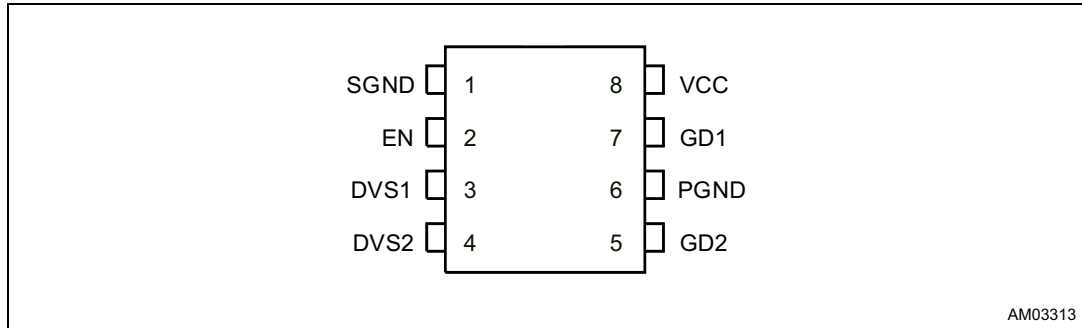 SGND 1 8 VCC
EN 2 7 GD1
DVS1 3 6 PGND
DVS2 4 5 GD2
AM03313